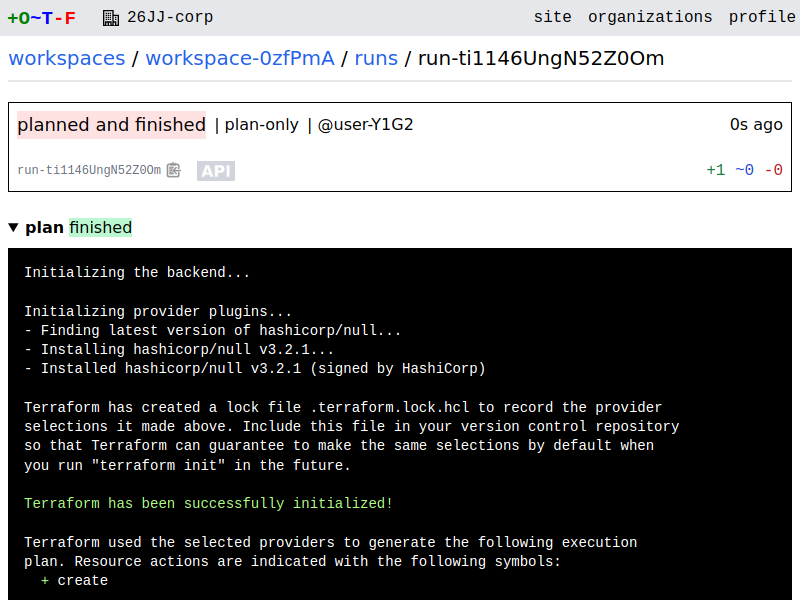 +O~T-F 26JJ-corp site organizations profile
workspaces / workspace-0zfPmA / runs / run-ti1146UngN52Z0Om
planned and finished | plan-only | @user-Y1G2 0s ago
run-ti1146UngN52Z0Om API +1 ~0 -0
▼ plan finished
Initializing the backend...
Initializing provider plugins...
- Finding latest version of hashicorp/null...
- Installing hashicorp/null v3.2.1...
- Installed hashicorp/null v3.2.1 (signed by HashiCorp)
Terraform has created a lock file .terraform.lock.hcl to record the provider
selections it made above. Include this file in your version control repository
so that Terraform can guarantee to make the same selections by default when
you run "terraform init" in the future.
Terraform has been successfully initialized!
Terraform used the selected providers to generate the following execution
plan. Resource actions are indicated with the following symbols:
+ create